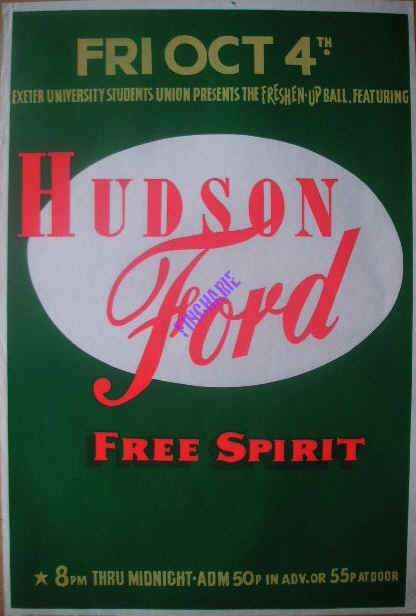 FRI OCT 4TH.
EXETER UNIVERSITY STUDENTS UNION PRESENTS THE FRESHEN-UP BALL, FEATURING
HUDSON
Ford
FINCHARIE
FREE SPIRIT
★ 8PM THRU MIDNIGHT·ADM 50P IN ADV. OR 55P AT DOOR